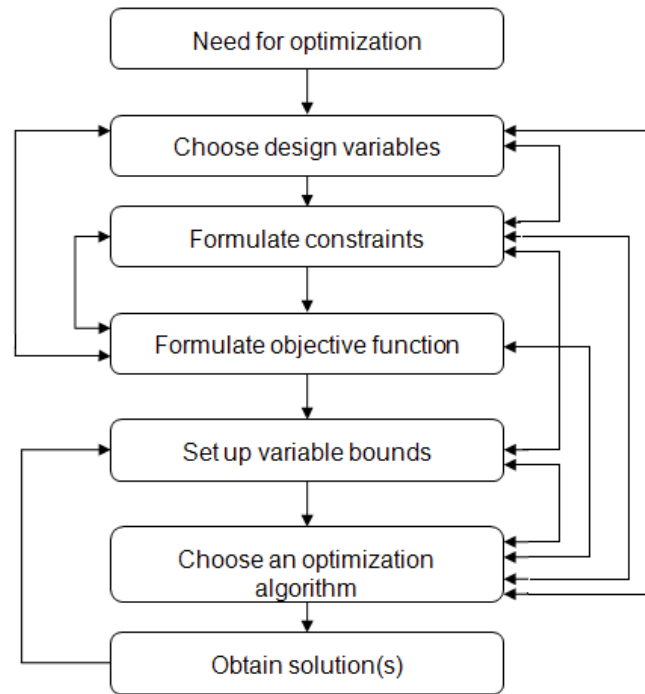 Need for optimization
Choose design variables
Formulate constraints
Formulate objective function
Set up variable bounds
Choose an optimization
algorithm
Obtain solution(s)